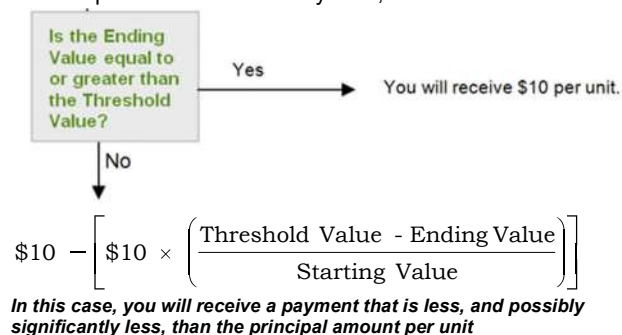 Is the Ending
Value equal to
or greater than
the Threshold
Value?
Yes
You will receive $10 per unit.
No
$10 − [$10 × (Threshold Value - Ending Value / Starting Value)]
In this case, you will receive a payment that is less, and possibly
significantly less, than the principal amount per unit